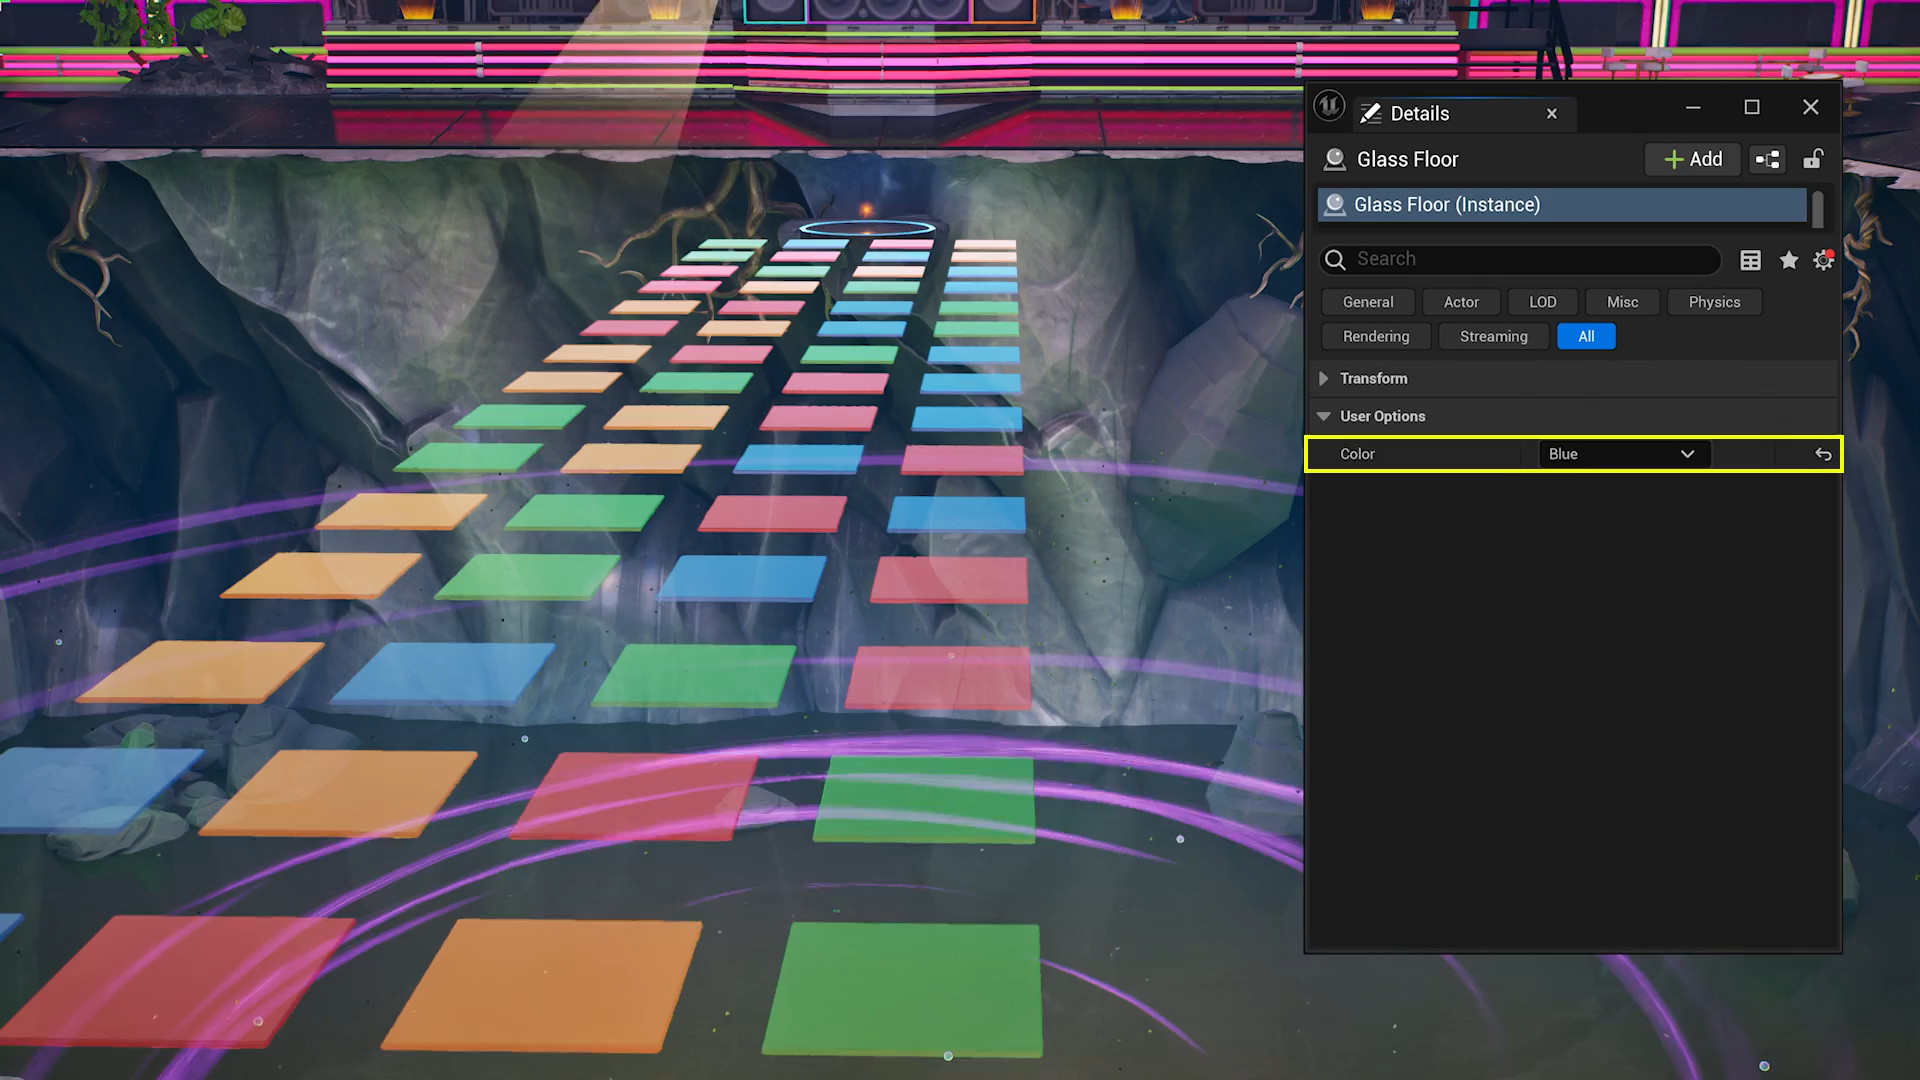 Details
Glass Floor
Add
Glass Floor (Instance)
Search
General Actor LOD Misc Physics
Rendering Streaming All
Transform
User Options
Color Blue